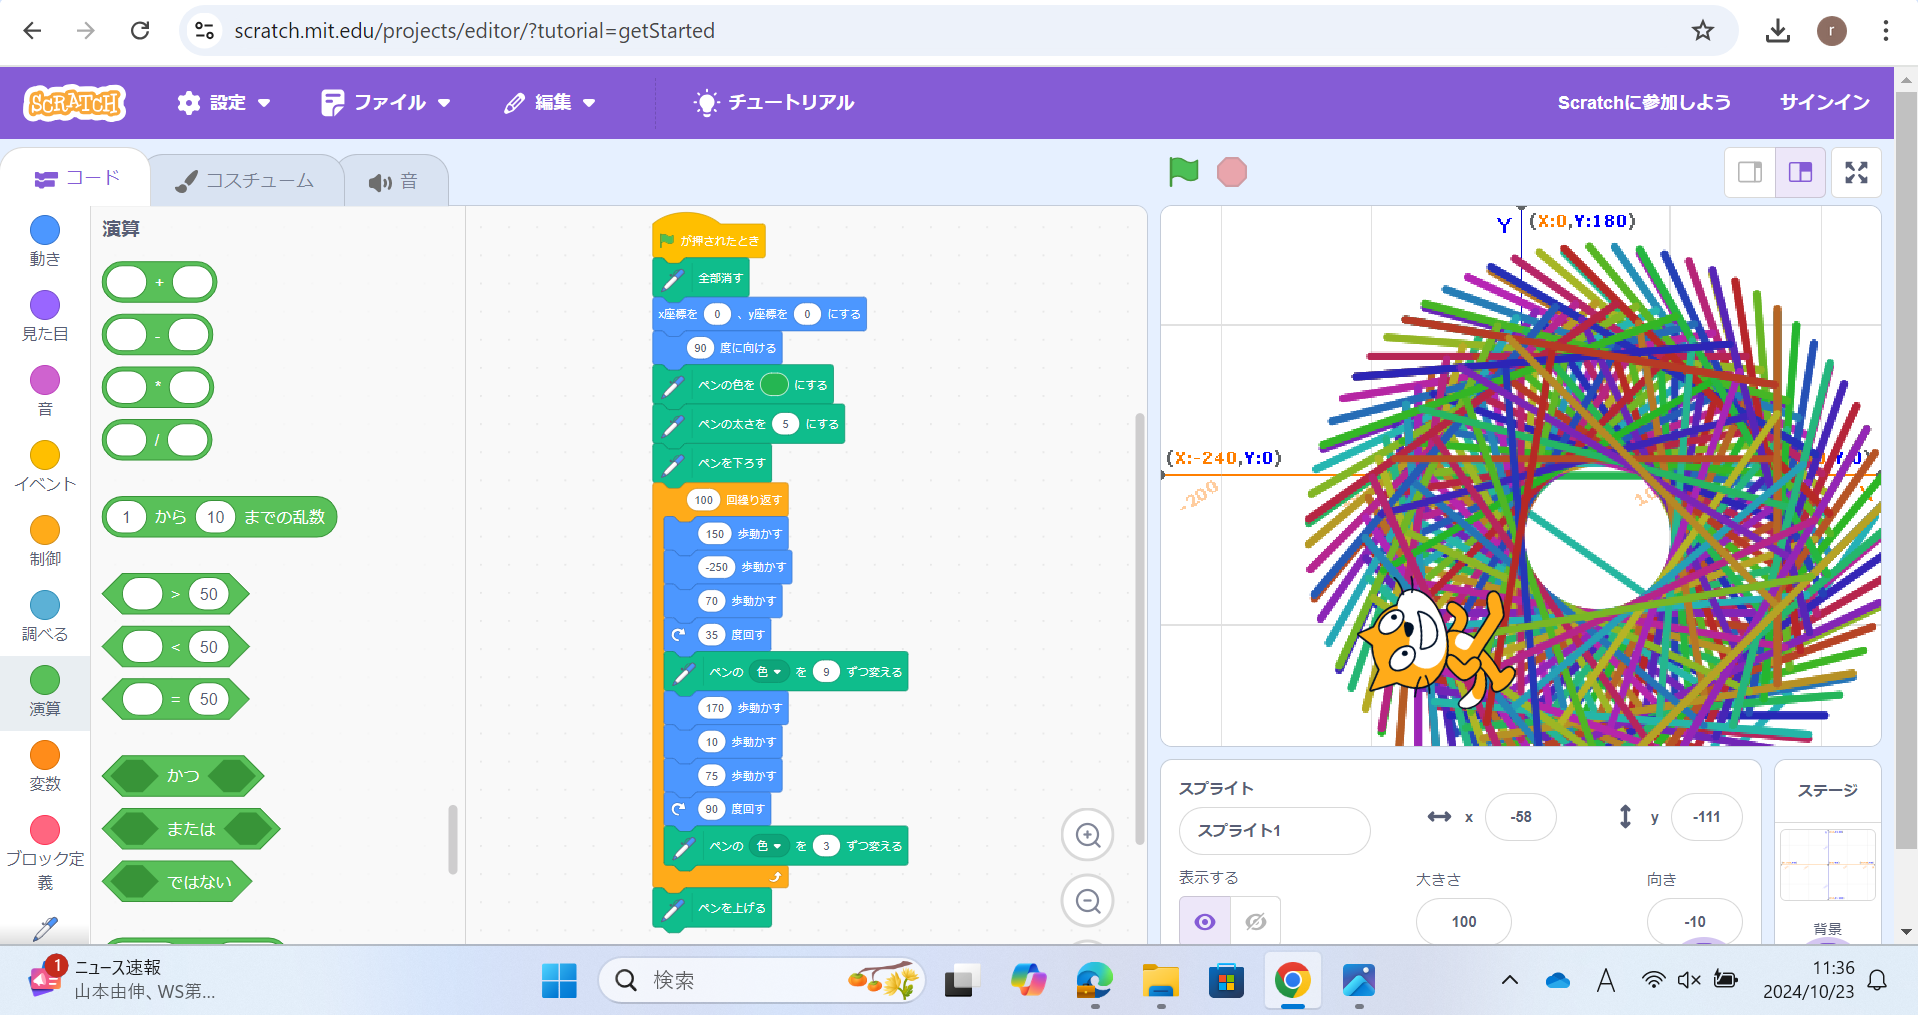 scratch.mit.edu/projects/editor/?tutorial=getStarted
r
SCRATCH
設定
ファイル
編集
チュートリアル
Scratchに参加しよう
サインイン
コード
コスチューム
音
動き
見た目
音
イベント
制御
調べる
演算
変数
ブロック定
義
演算
+
-
*
/
1 から 10 までの乱数
> 50
< 50
= 50
かつ
または
ではない
が押されたとき
全部消す
x座標を 0 、y座標を 0 にする
90 度に向ける
ペンの色を にする
ペンの太さを 5 にする
ペンを下ろす
100 回繰り返す
150 歩動かす
-250 歩動かす
70 歩動かす
35 度回す
ペンの 色 を 9 ずつ変える
170 歩動かす
10 歩動かす
75 歩動かす
90 度回す
ペンの 色 を 3 ずつ変える
ペンを上げる
Y (X:0,Y:180)
(X:-240,Y:0)
-200
スプライト
スプライト1
x -58
y -111
表示する
大きさ
100
向き
-10
ステージ
背景
1
ニュース速報
山本由伸、WS第...
検索
A
11:36
2024/10/23